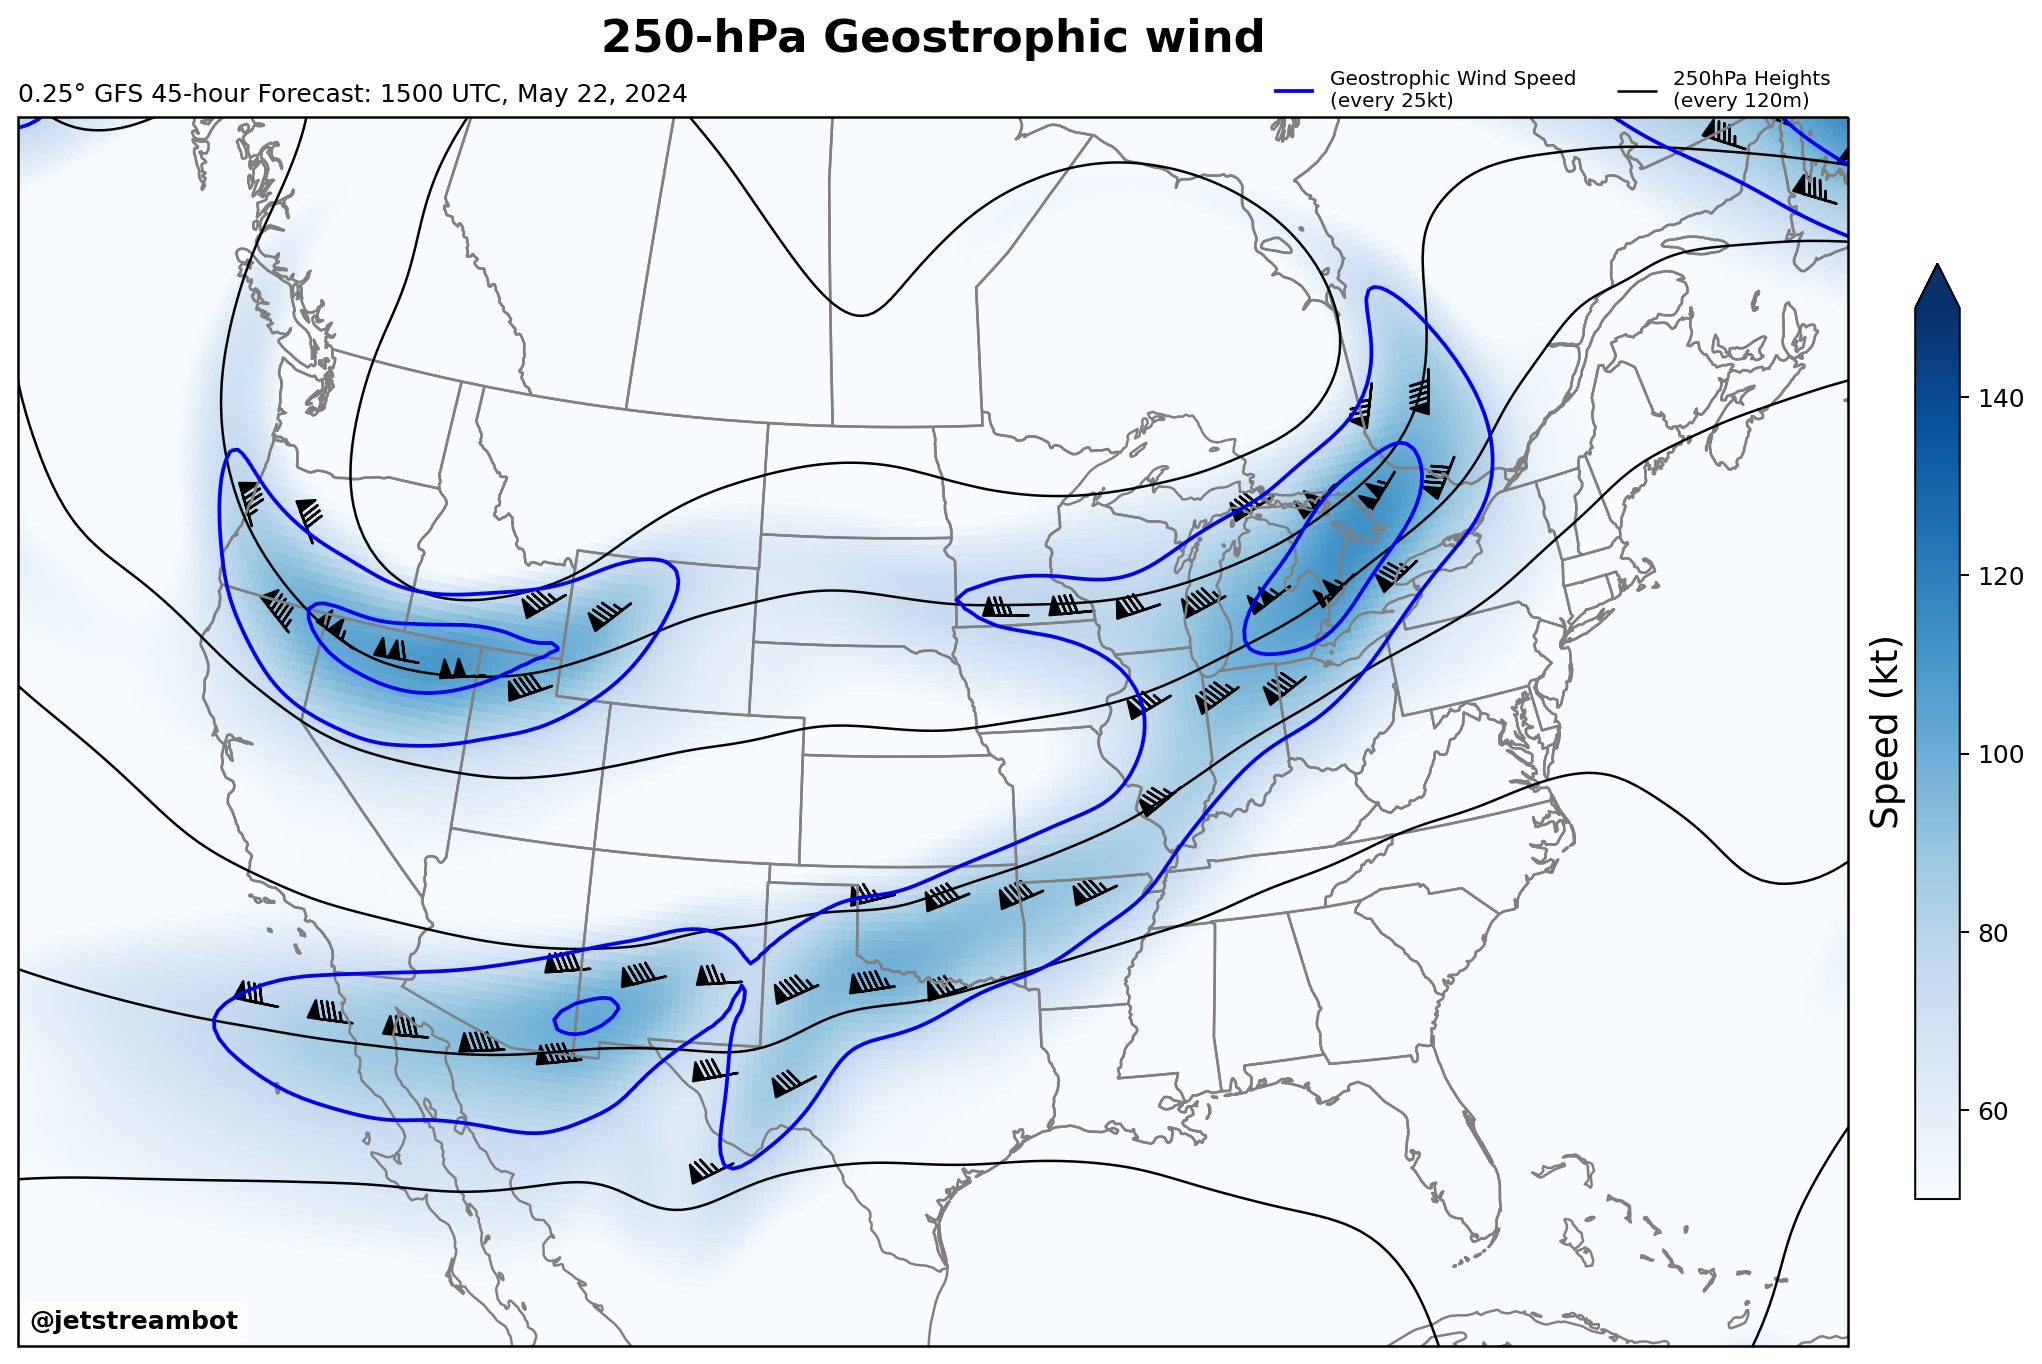 250-hPa Geostrophic wind
0.25° GFS 45-hour Forecast: 1500 UTC, May 22, 2024
Geostrophic Wind Speed
(every 25kt)
250hPa Heights
(every 120m)
140
120
100
80
60
Speed (kt)
@jetstreambot